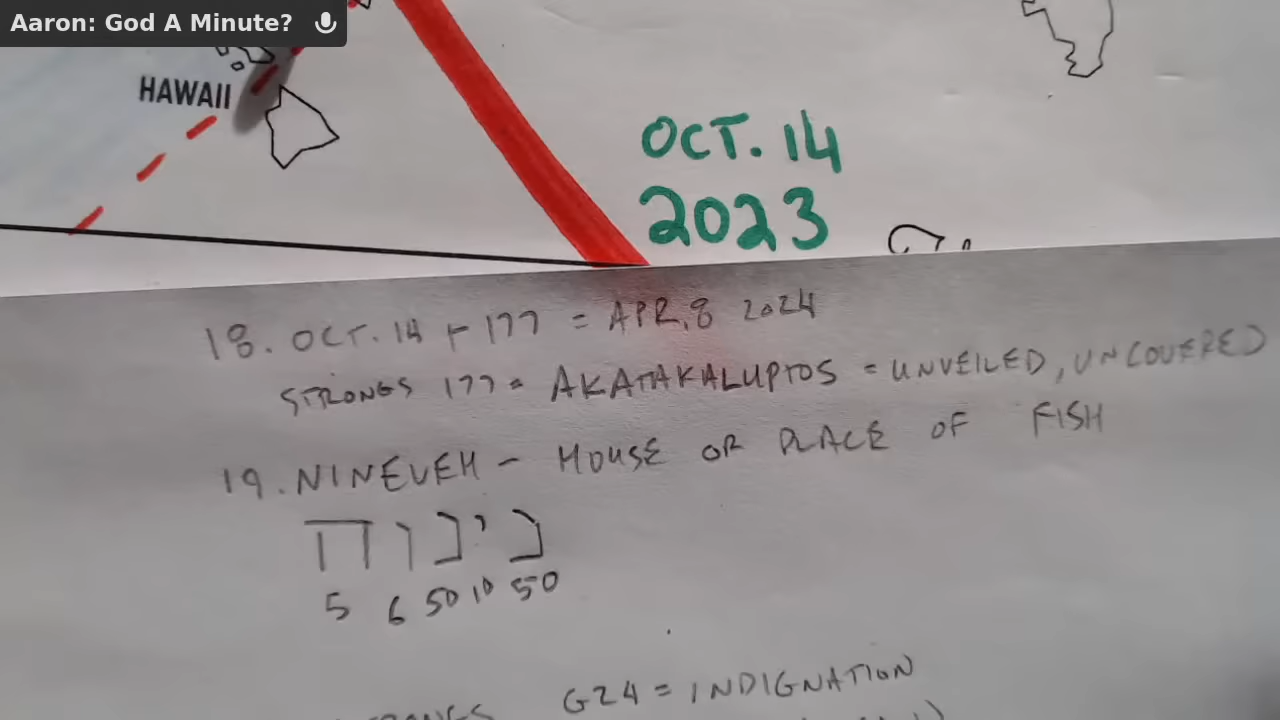 Aaron: God A Minute?
HAWAII
OCT. 14
2023
18. OCT. 14 + 177 = APR. 8 2024
STRONGS 177 = AKATAKALUPTOS = UNVEILED, UNCOVERED
19. NINEVEH - HOUSE OR PLACE OF FISH
נינוה
5 6 50 10 50
G24 = INDIGNATION